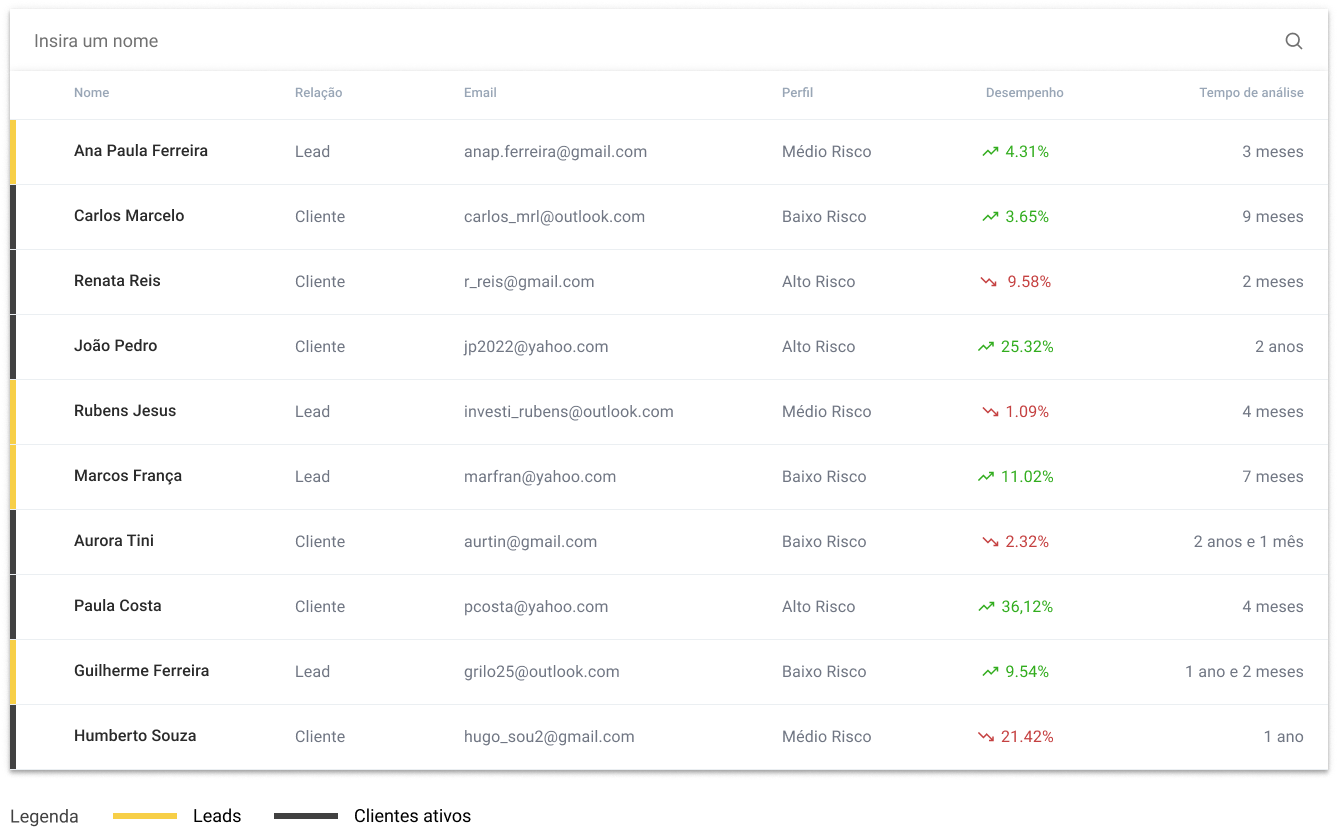 Insira um nome
Nome Relação Email Perfil Desempenho Tempo de análise
Ana Paula Ferreira Lead anap.ferreira@gmail.com Médio Risco 4.31% 3 meses
Carlos Marcelo Cliente carlos_mrl@outlook.com Baixo Risco 3.65% 9 meses
Renata Reis Cliente r_reis@gmail.com Alto Risco 9.58% 2 meses
João Pedro Cliente jp2022@yahoo.com Alto Risco 25.32% 2 anos
Rubens Jesus Lead investi_rubens@outlook.com Médio Risco 1.09% 4 meses
Marcos França Lead marfran@yahoo.com Baixo Risco 11.02% 7 meses
Aurora Tini Cliente aurtin@gmail.com Baixo Risco 2.32% 2 anos e 1 mês
Paula Costa Cliente pcosta@yahoo.com Alto Risco 36,12% 4 meses
Guilherme Ferreira Lead grilo25@outlook.com Baixo Risco 9.54% 1 ano e 2 meses
Humberto Souza Cliente hugo_sou2@gmail.com Médio Risco 21.42% 1 ano
Legenda Leads Clientes ativos